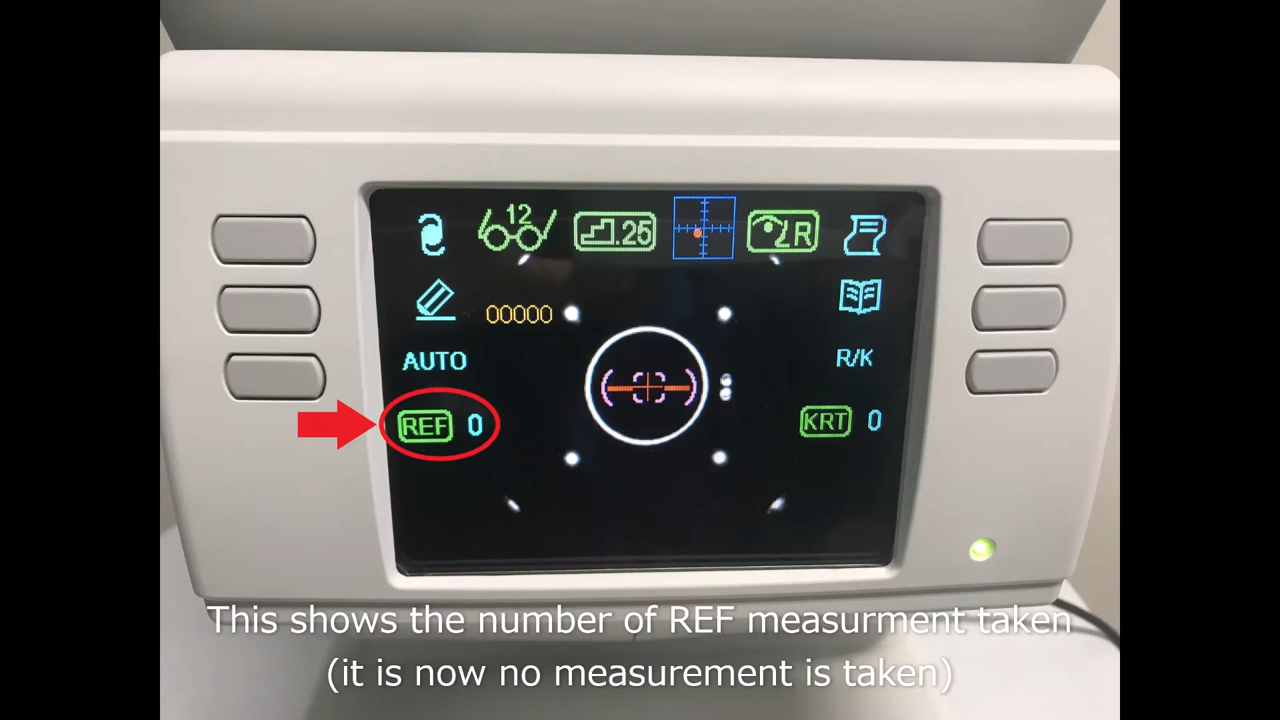 12
.25
R
00000
AUTO
R/K
REF 0
KRT 0
This shows the number of REF measurment taken
(it is now no measurement is taken)